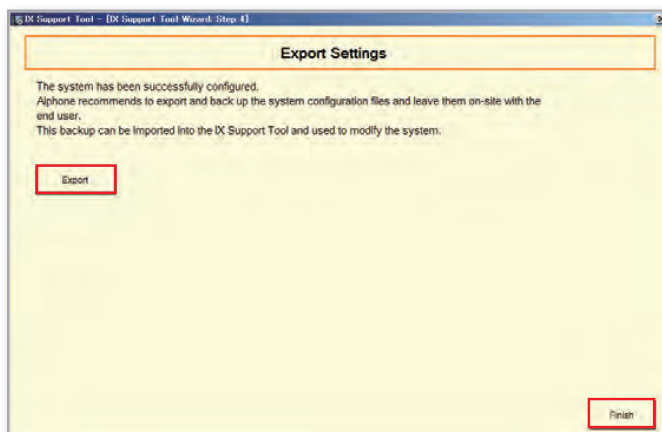 IX Support Tool - [IX Support Tool Wizard: Step 4]
Export Settings
The system has been successfully configured.
Aiphone recommends to export and back up the system configuration files and leave them on-site with the
end user.
This backup can be imported into the IX Support Tool and used to modify the system.
Export
Finish